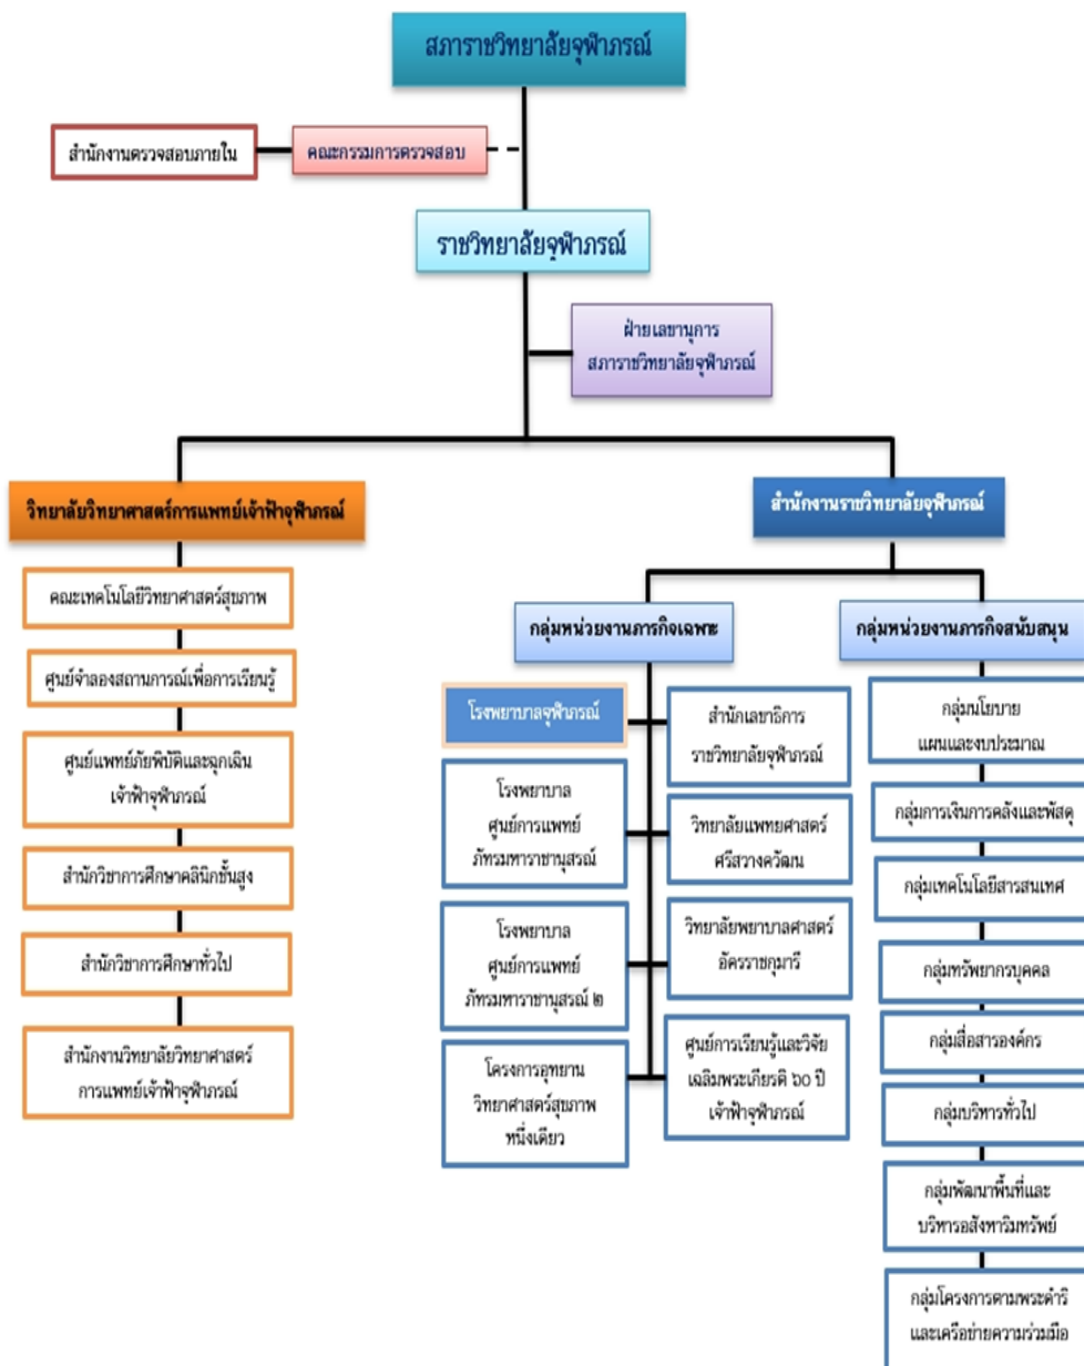 สภาราชวิทยาลัยจุฬาภรณ์
สำนักงานตรวจสอบภายใน
คณะกรรมการตรวจสอบ
ราชวิทยาลัยจุฬาภรณ์
ฝ่ายเลขานุการ
สภาราชวิทยาลัยจุฬาภรณ์
วิทยาลัยวิทยาศาสตร์การแพทย์เจ้าฟ้าจุฬาภรณ์
คณะเทคโนโลยีวิทยาศาสตร์สุขภาพ
ศูนย์จำลองสถานการณ์เพื่อการเรียนรู้
ศูนย์แพทย์ภัยพิบัติและฉุกเฉิน
เจ้าฟ้าจุฬาภรณ์
สำนักวิชาการศึกษาคลินิกชั้นสูง
สำนักวิชาการศึกษาทั่วไป
สำนักงานวิทยาลัยวิทยาศาสตร์
การแพทย์เจ้าฟ้าจุฬาภรณ์
สำนักงานราชวิทยาลัยจุฬาภรณ์
กลุ่มหน่วยงานภารกิจเฉพาะ
โรงพยาบาลจุฬาภรณ์
โรงพยาบาล
ศูนย์การแพทย์
ภัทรมหาราชานุสรณ์
โรงพยาบาล
ศูนย์การแพทย์
ภัทรมหาราชานุสรณ์ ๒
โครงการอุทยาน
วิทยาศาสตร์สุขภาพ
หนึ่งเดียว
สำนักเลขาธิการ
ราชวิทยาลัยจุฬาภรณ์
วิทยาลัยแพทยศาสตร์
ศรีสวางควัฒน
วิทยาลัยพยาบาลศาสตร์
อัครราชกุมารี
ศูนย์การเรียนรู้และวิจัย
เฉลิมพระเกียรติ ๖๐ ปี
เจ้าฟ้าจุฬาภรณ์
กลุ่มหน่วยงานภารกิจสนับสนุน
กลุ่มนโยบาย
แผนและงบประมาณ
กลุ่มการเงินการคลังและพัสดุ
กลุ่มเทคโนโลยีสารสนเทศ
กลุ่มทรัพยากรบุคคล
กลุ่มสื่อสารองค์กร
กลุ่มบริหารทั่วไป
กลุ่มพัฒนาพื้นที่และ
บริหารอสังหาริมทรัพย์
กลุ่มโครงการตามพระดำริ
และเครือข่ายความร่วมมือ